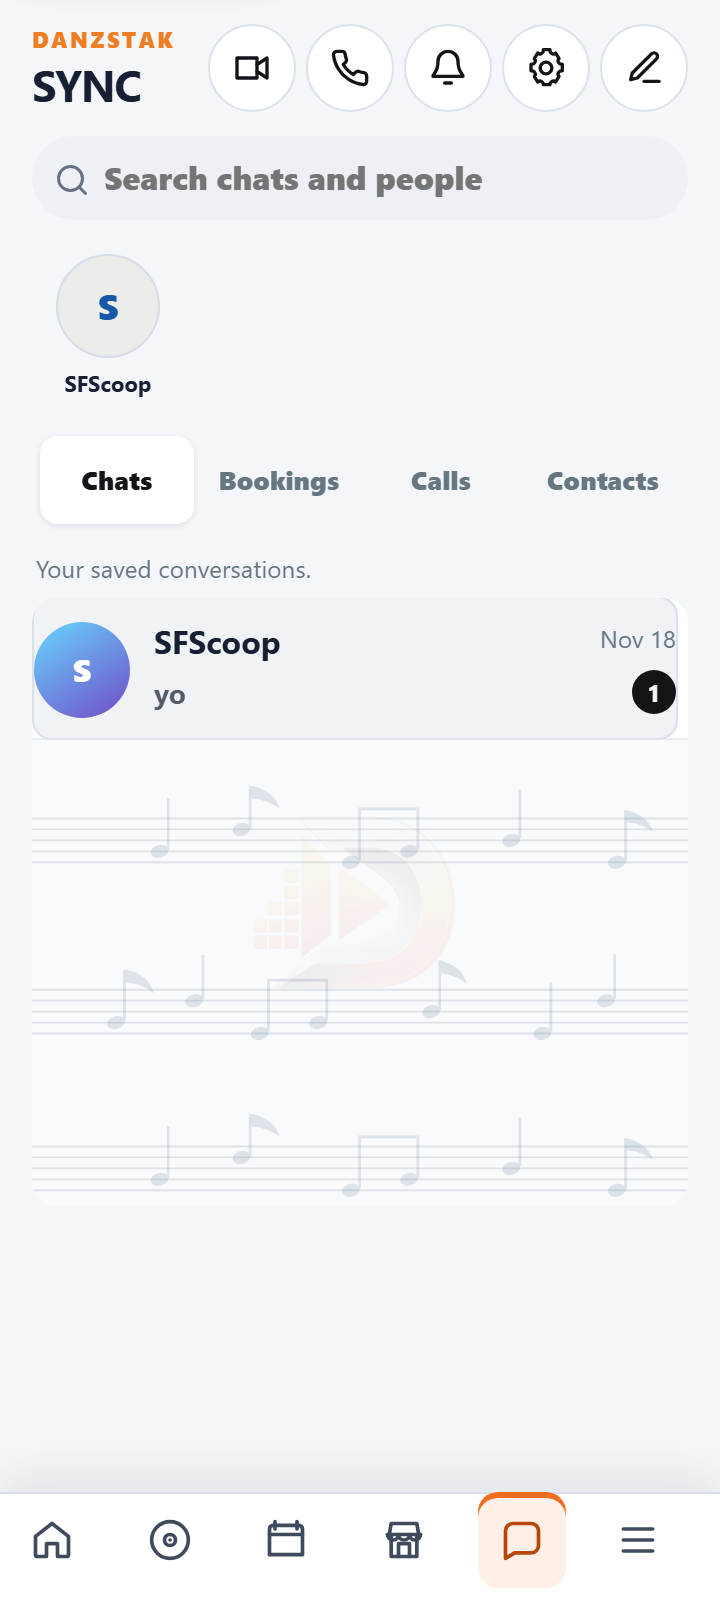 DANZSTAK
SYNC
Search chats and people
S
SFScoop
Chats
Bookings
Calls
Contacts
Your saved conversations.
S
SFScoop
Nov 18
yo
1